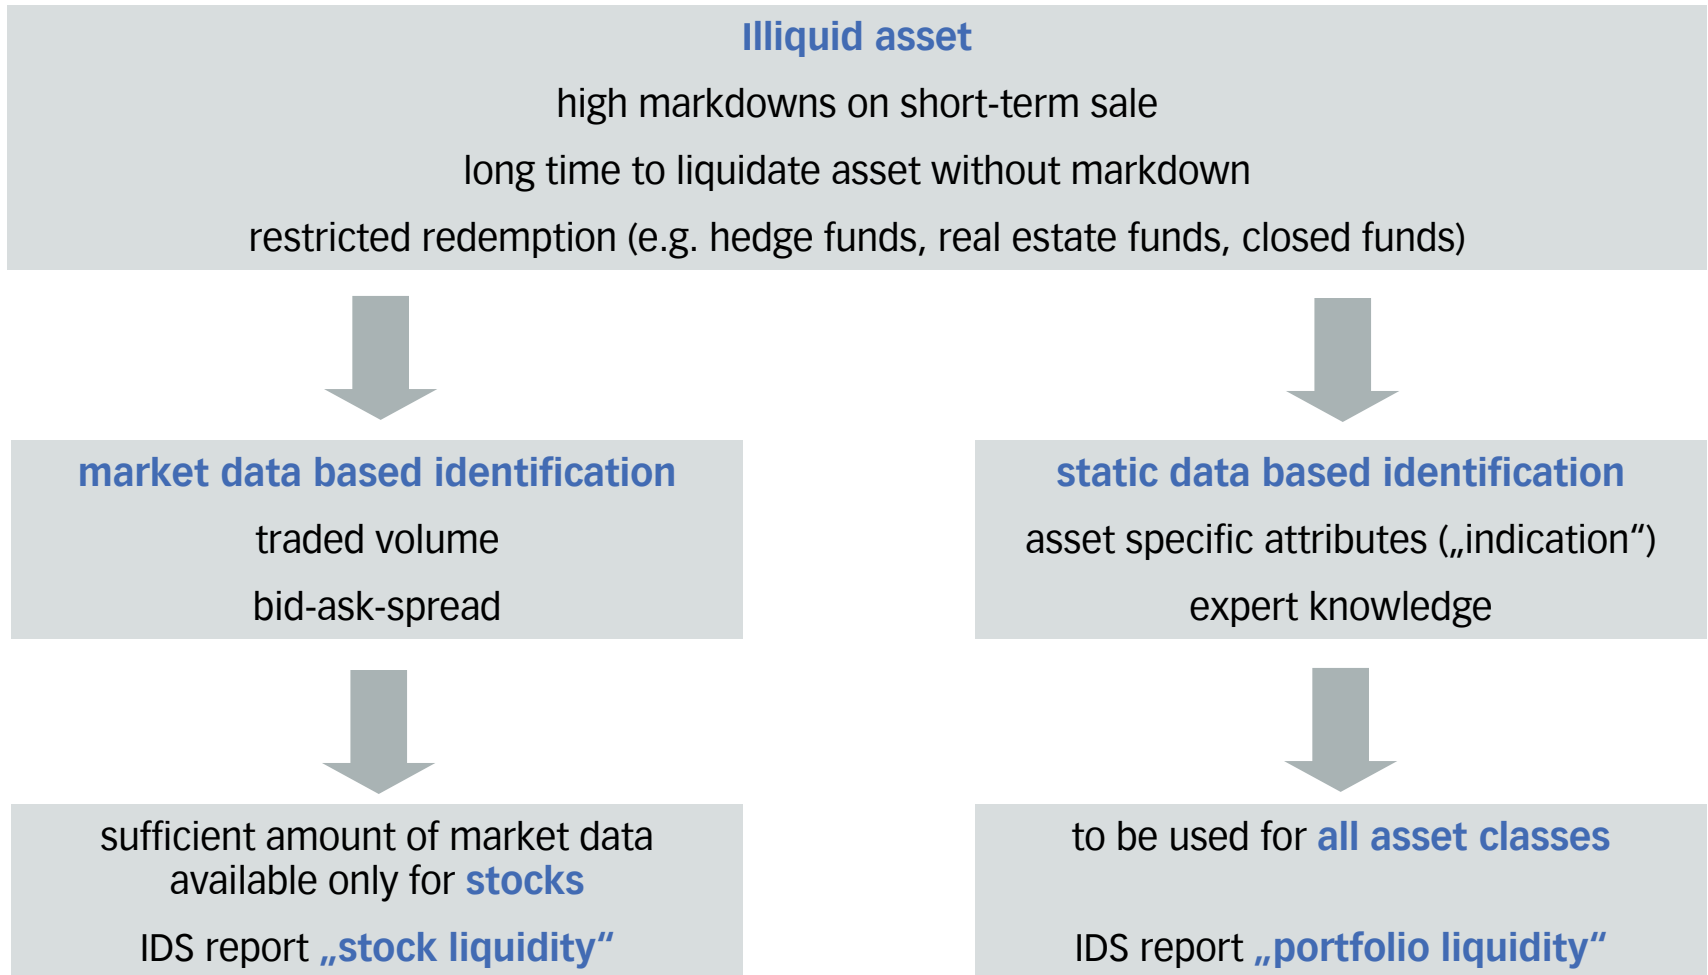 Illiquid asset
high markdowns on short-term sale
long time to liquidate asset without markdown
restricted redemption (e.g. hedge funds, real estate funds, closed funds)
market data based identification
traded volume
bid-ask-spread
static data based identification
asset specific attributes („indication“)
expert knowledge
sufficient amount of market data
available only for stocks
IDS report „stock liquidity“
to be used for all asset classes
IDS report „portfolio liquidity“